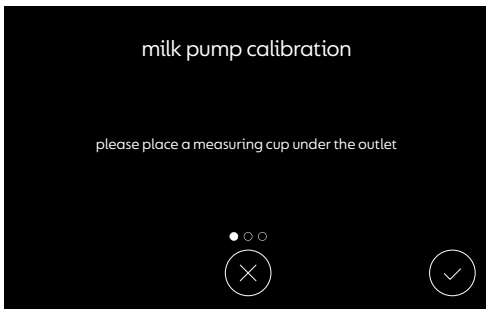 milk pump calibration
please place a measuring cup under the outlet